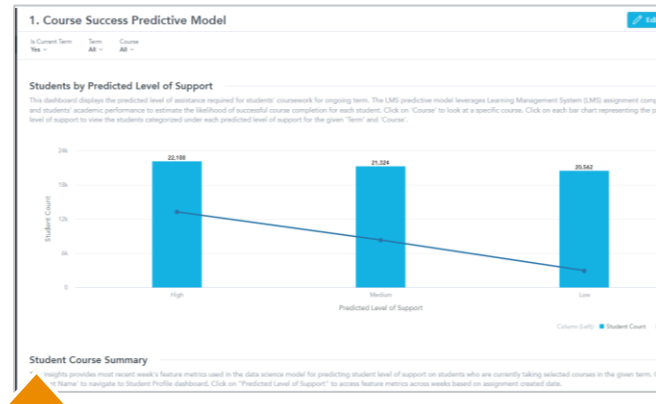 1. Course Success Predictive Model
Edi
Is Current Term Term Course
Yes All All
Students by Predicted Level of Support
This dashboard displays the predicted level of assistance required for students' coursework for ongoing term. The LMS predictive model leverages Learning Management System (LMS) assignment comp
and students' academic performance to estimate the likelihood of successful course completion for each student. Click on 'Course' to look at a specific course. Click on each bar chart representing the p
level of support to view the students categorized under each predicted level of support for the given 'Term' and 'Course'.
24k
18k
12k
6k
0
Student Count
22,188
21,324
20,562
High Medium Low
Predicted Level of Support
Column (Left) Student Count
Student Course Summary
insights provides most recent week's feature metrics used in the data science model for predicting student level of support on students who are currently taking selected courses in the given term.
Name' to navigate to Student Profile dashboard. Click on "Predicted Level of Support" to access feature metrics across weeks based on assignment created date.